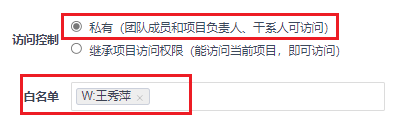 私有（团队成员和项目负责人、干系人可访问）
访问控制
继承项目访问权限（能访问当前项目，即可访问）
白名单 W:王秀萍 ×